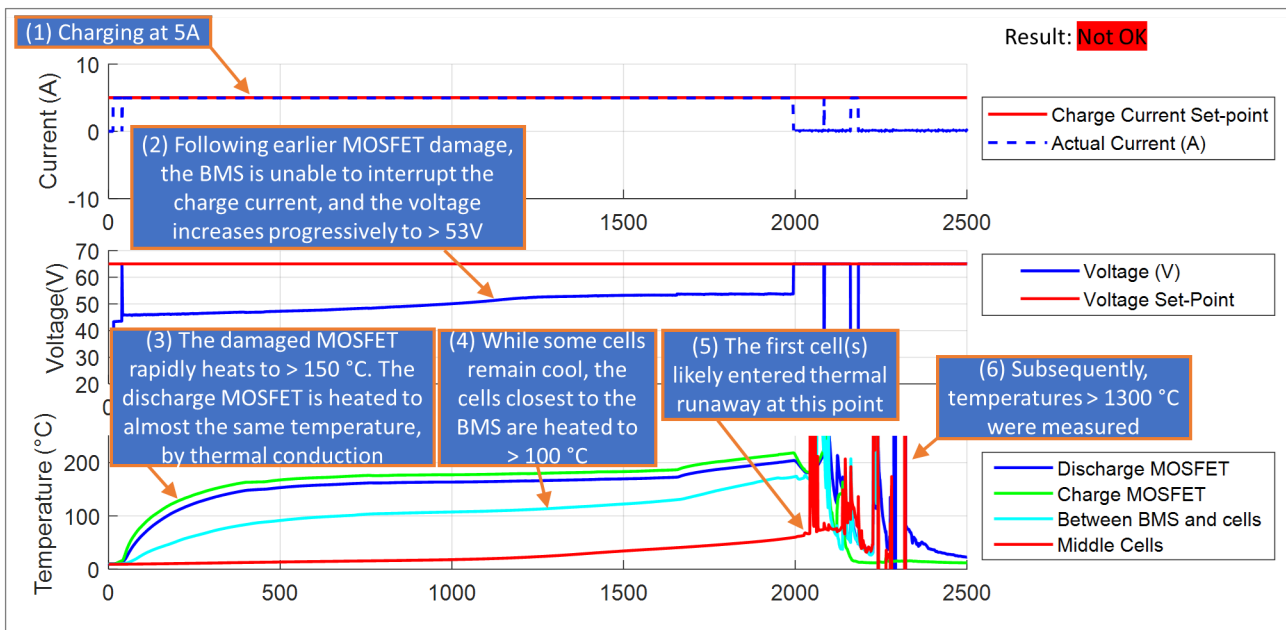 (1) Charging at 5A
Result: Not OK
Current (A)
10
0
-10
0
500
1000
1500
2000
2500
Charge Current Set-point
Actual Current (A)
(2) Following earlier MOSFET damage,
the BMS is unable to interrupt the
charge current, and the voltage
increases progressively to > 53V
Voltage(V)
70
60
50
40
30
20
0
Voltage (V)
Voltage Set-Point
(3) The damaged MOSFET
rapidly heats to > 150 °C. The
discharge MOSFET is heated to
almost the same temperature,
by thermal conduction
(4) While some cells
remain cool, the
cells closest to the
BMS are heated to
> 100 °C
(5) The first cell(s)
likely entered thermal
runaway at this point
(6) Subsequently,
temperatures > 1300 °C
were measured
Temperature (°C)
200
100
0
0
500
1000
1500
2000
2500
Discharge MOSFET
Charge MOSFET
Between BMS and cells
Middle Cells